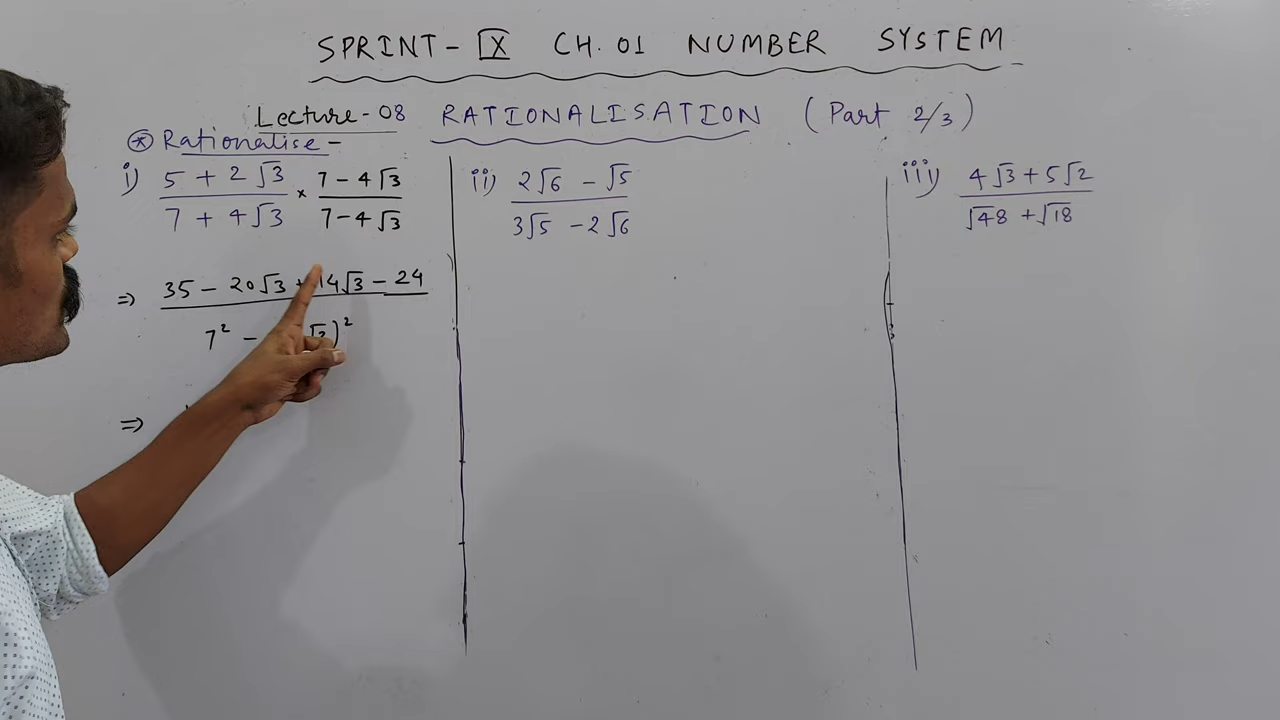 SPRINT - IX CH. 01 NUMBER SYSTEM
Lecture - 08 RATIONALISATION (Part 2/3)
⊛ Rationalise -
i) 5 + 2√3 / 7 + 4√3 × 7 - 4√3 / 7 - 4√3
⇒ 35 - 20√3 + 14√3 - 24
7² - √3)²
⇒
ii) 2√6 - √5 / 3√5 - 2√6
iii) 4√3 + 5√2 / √48 + √18